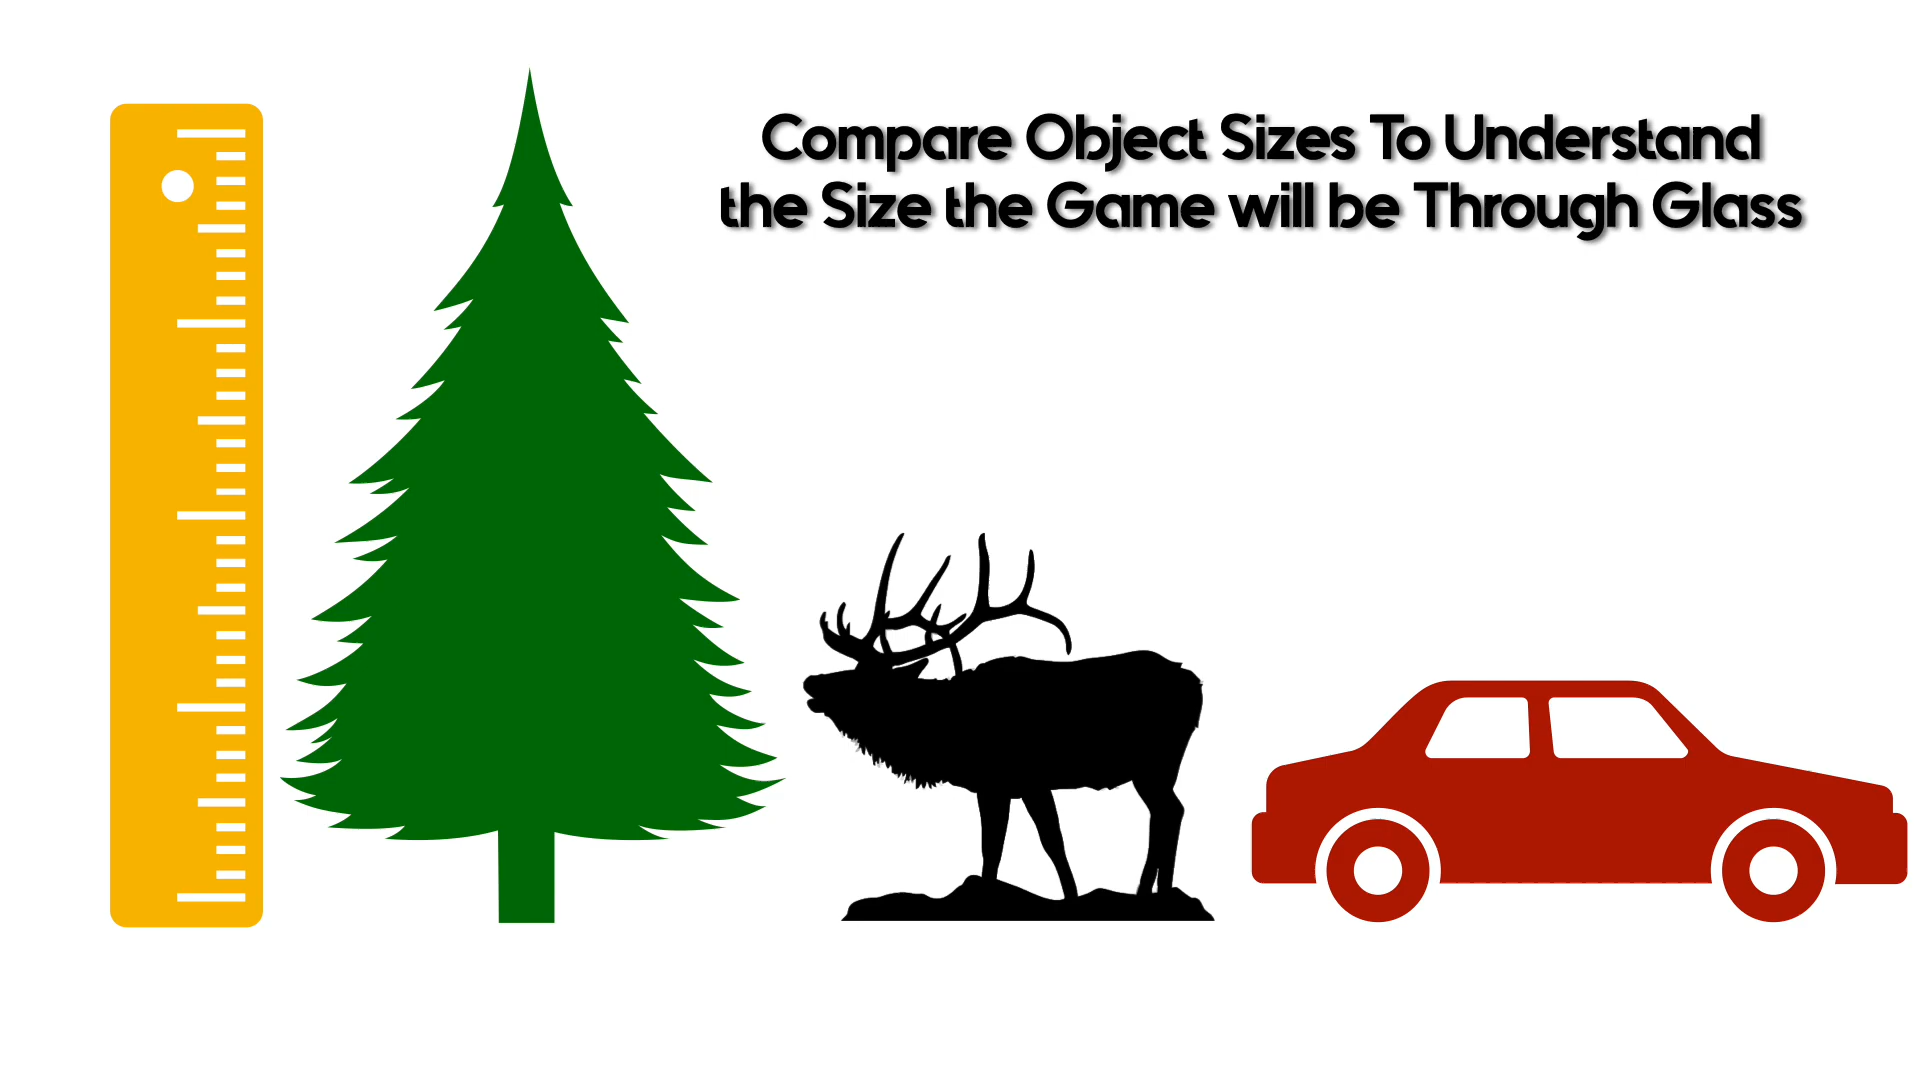 Compare Object Sizes To Understand
the Size the Game will be Through Glass